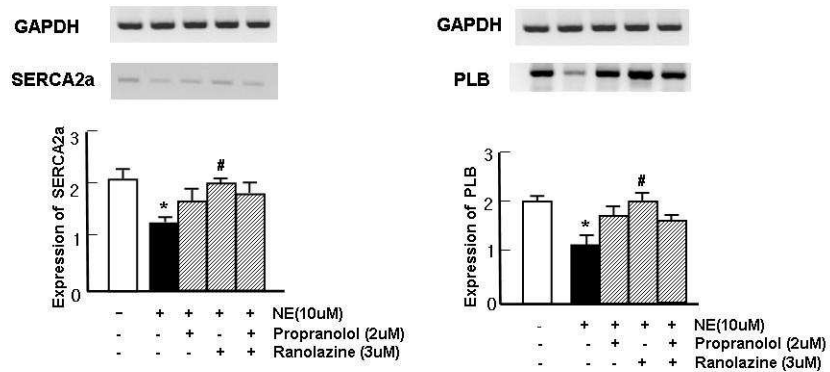 GAPDH
SERCA2a
Expression of SERCA2a
3
2
1
0
*
#
- + + + + NE(10uM)
- - + - + Propranolol (2uM)
- - - + + Ranolazine (3uM)
GAPDH
PLB
Expression of PLB
3
2
1
0
*
#
- + + + + NE(10uM)
- - + - + Propranolol (2uM)
- - - + + Ranolazine (3uM)